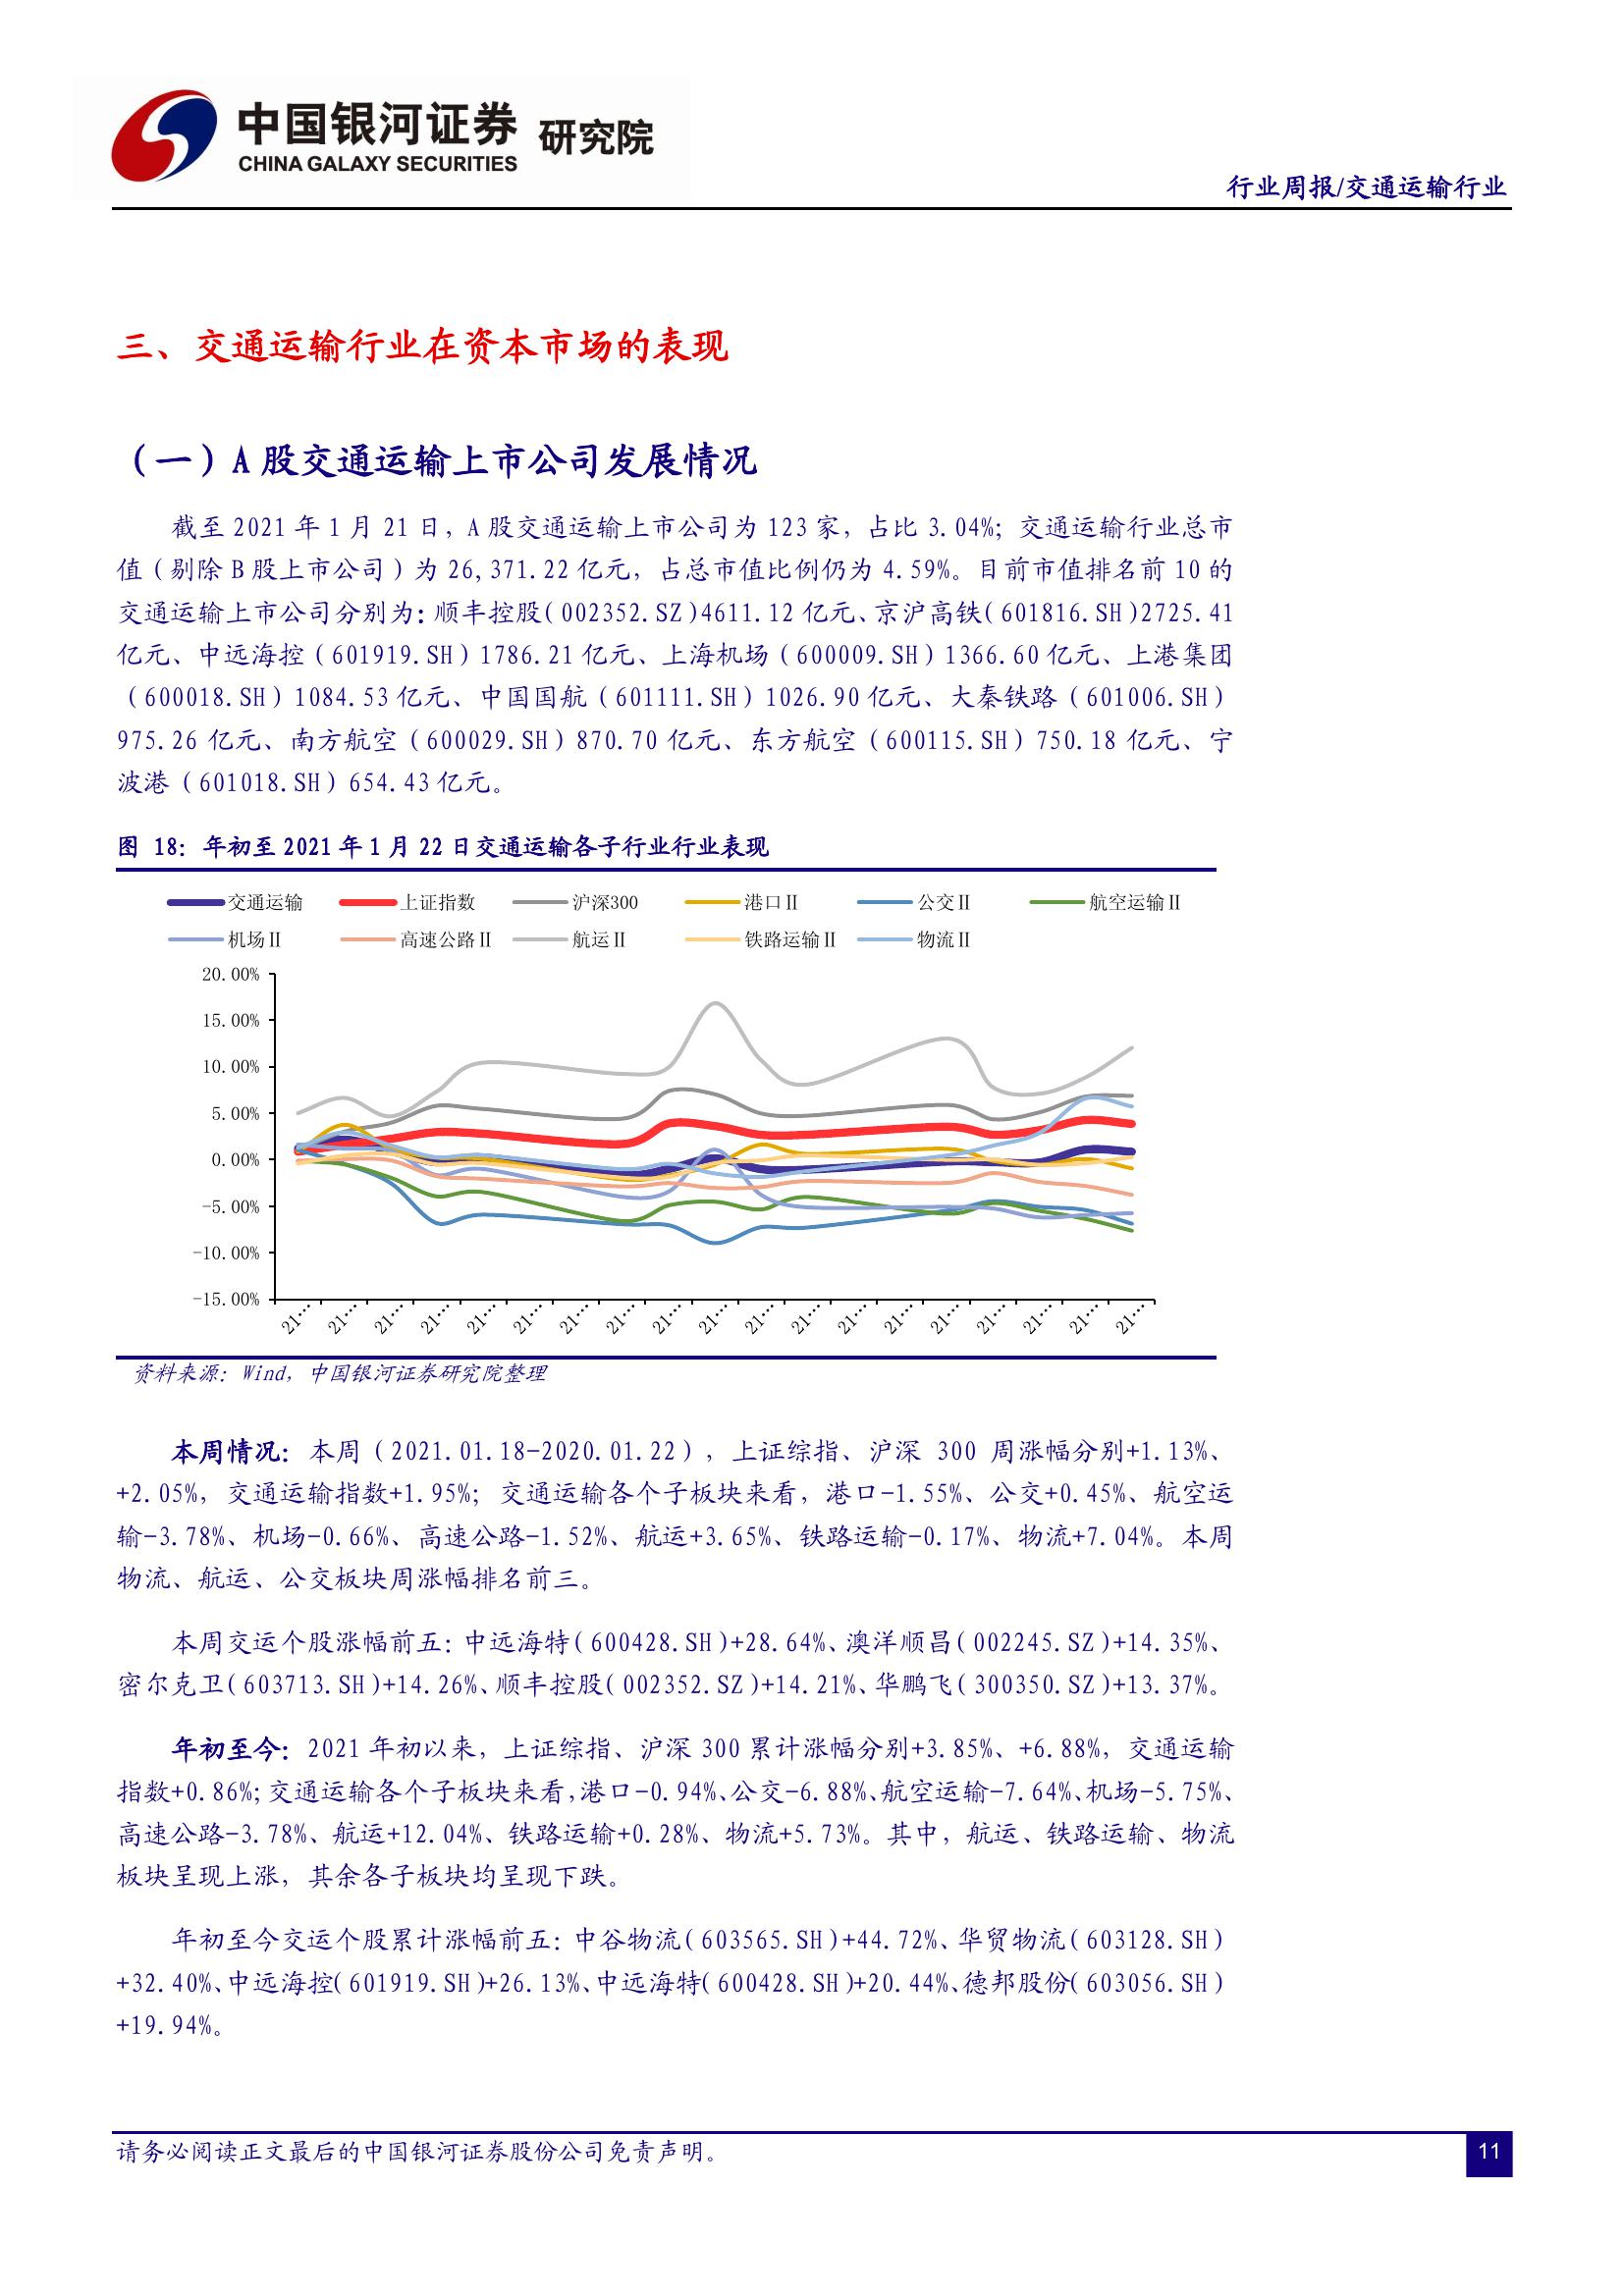 中国银河证券 研究院
CHINA GALAXY SECURITIES
行业周报/交通运输行业
三、交通运输行业在资本市场的表现
（一）A 股交通运输上市公司发展情况
截至 2021 年 1 月 21 日，A 股交通运输上市公司为 123 家，占比 3.04%；交通运输行业总市
值（剔除 B 股上市公司）为 26,371.22 亿元，占总市值比例仍为 4.59%。目前市值排名前 10 的
交通运输上市公司分别为：顺丰控股（002352.SZ）4611.12 亿元、京沪高铁（601816.SH）2725.41
亿元、中远海控（601919.SH）1786.21 亿元、上海机场（600009.SH）1366.60 亿元、上港集团
（600018.SH）1084.53 亿元、中国国航（601111.SH）1026.90 亿元、大秦铁路（601006.SH）
975.26 亿元、南方航空（600029.SH）870.70 亿元、东方航空（600115.SH）750.18 亿元、宁
波港（601018.SH）654.43 亿元。
图 18：年初至 2021 年 1 月 22 日交通运输各子行业行业表现
交通运输 上证指数 沪深300 港口Ⅱ 公交Ⅱ 航空运输Ⅱ
机场Ⅱ 高速公路Ⅱ 航运Ⅱ 铁路运输Ⅱ 物流Ⅱ
20.00%
15.00%
10.00%
5.00%
0.00%
-5.00%
-10.00%
-15.00%
21… 21… 21… 21… 21… 21… 21… 21… 21… 21… 21… 21… 21… 21… 21… 21… 21… 21… 21…
资料来源：Wind，中国银河证券研究院整理
本周情况：本周（2021.01.18-2020.01.22），上证综指、沪深 300 周涨幅分别+1.13%、
+2.05%，交通运输指数+1.95%；交通运输各个子板块来看，港口-1.55%、公交+0.45%、航空运
输-3.78%、机场-0.66%、高速公路-1.52%、航运+3.65%、铁路运输-0.17%、物流+7.04%。本周
物流、航运、公交板块周涨幅排名前三。
本周交运个股涨幅前五：中远海特（600428.SH）+28.64%、澳洋顺昌（002245.SZ）+14.35%、
密尔克卫（603713.SH）+14.26%、顺丰控股（002352.SZ）+14.21%、华鹏飞（300350.SZ）+13.37%。
年初至今：2021 年初以来，上证综指、沪深 300 累计涨幅分别+3.85%、+6.88%，交通运输
指数+0.86%；交通运输各个子板块来看，港口-0.94%、公交-6.88%、航空运输-7.64%、机场-5.75%、
高速公路-3.78%、航运+12.04%、铁路运输+0.28%、物流+5.73%。其中，航运、铁路运输、物流
板块呈现上涨，其余各子板块均呈现下跌。
年初至今交运个股累计涨幅前五：中谷物流（603565.SH）+44.72%、华贸物流（603128.SH）
+32.40%、中远海控（601919.SH）+26.13%、中远海特（600428.SH）+20.44%、德邦股份（603056.SH）
+19.94%。
请务必阅读正文最后的中国银河证券股份公司免责声明。
11